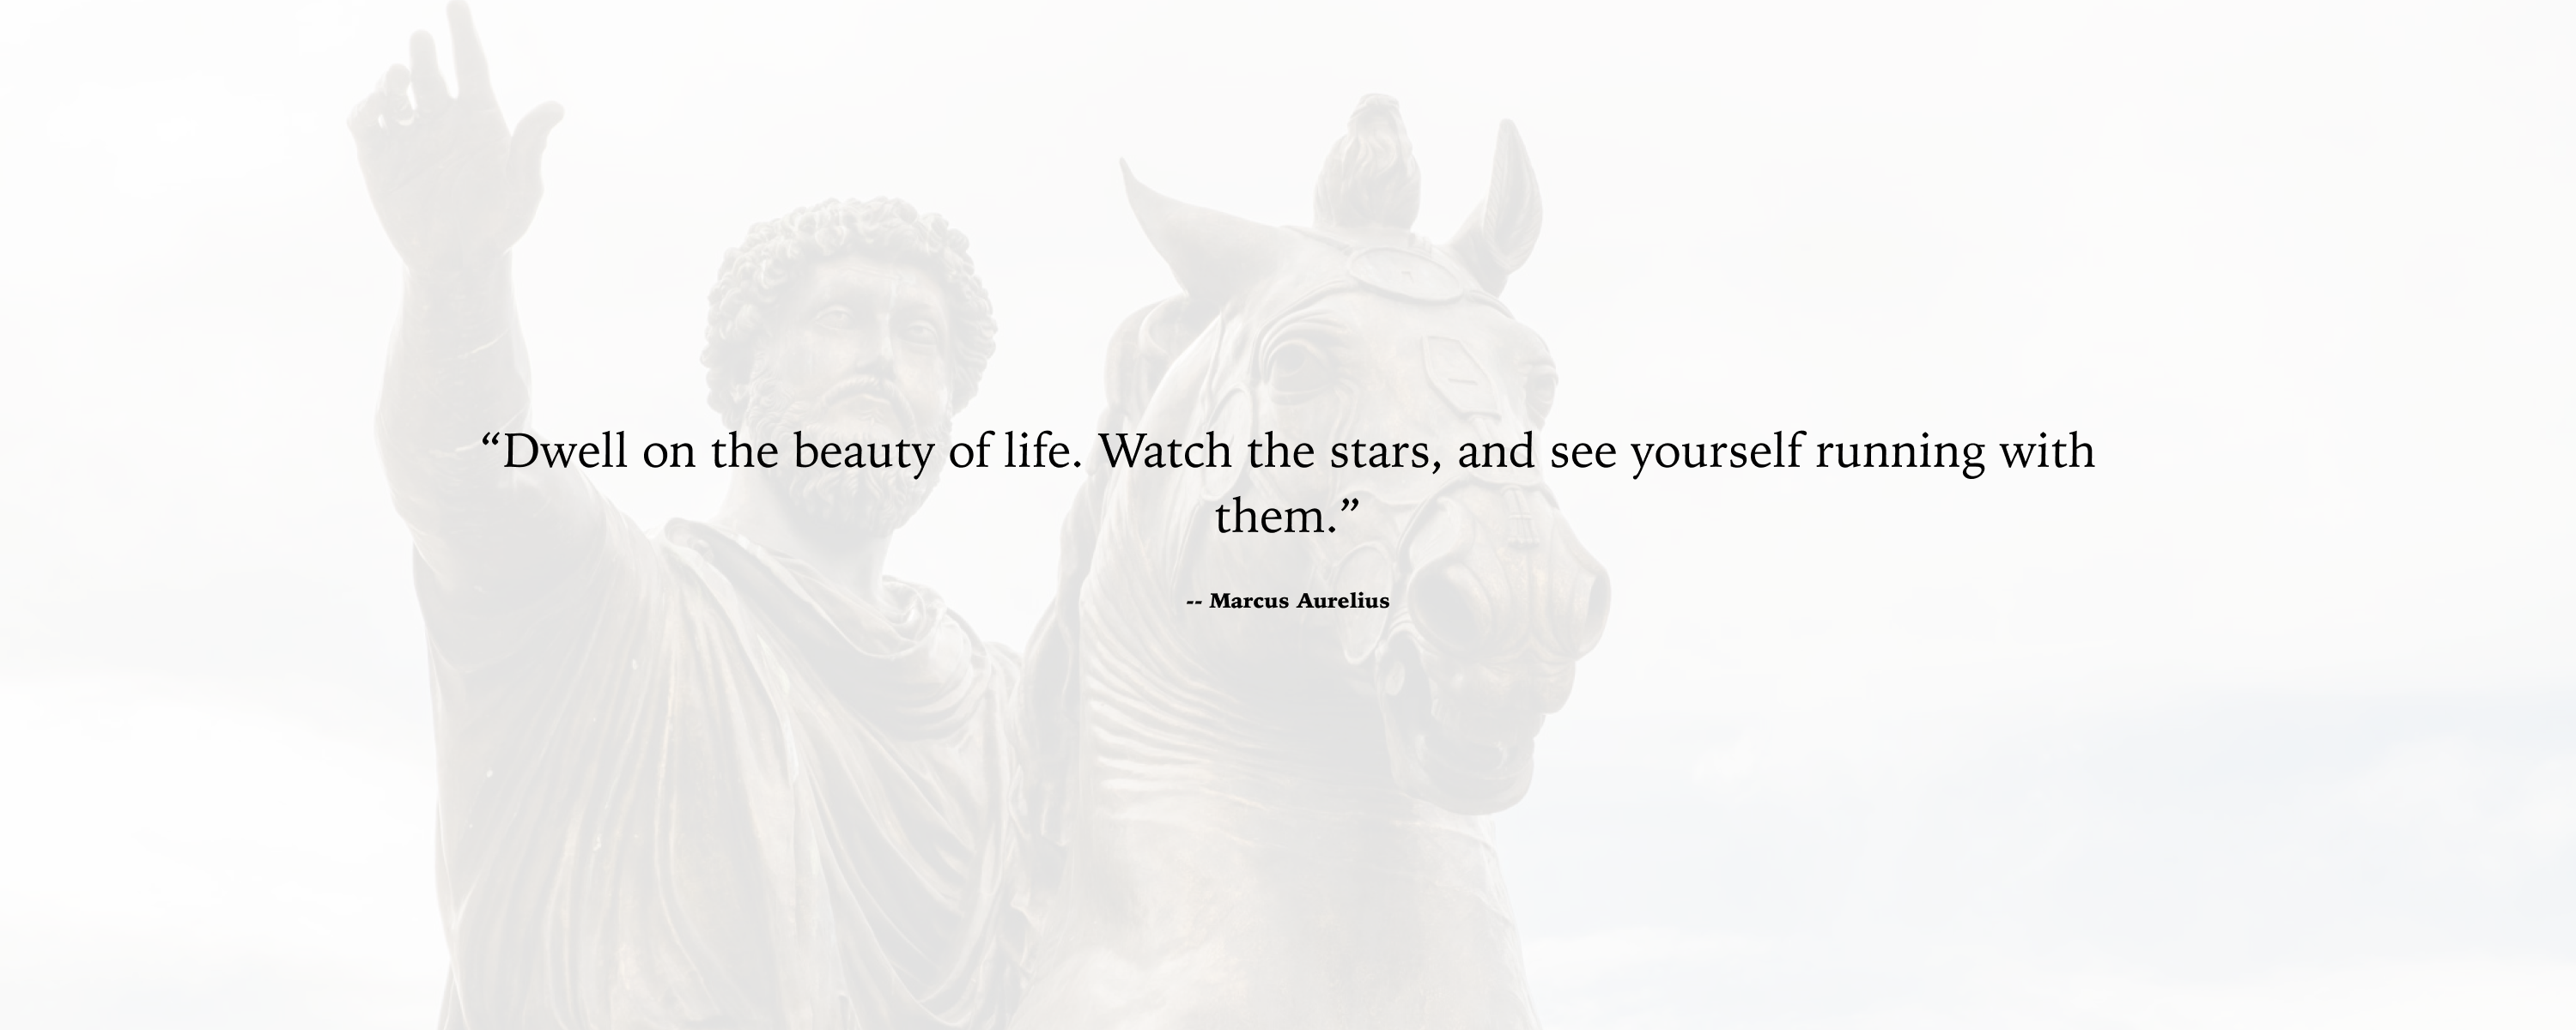 “Dwell on the beauty of life. Watch the stars, and see yourself running with
them.”
-- Marcus Aurelius